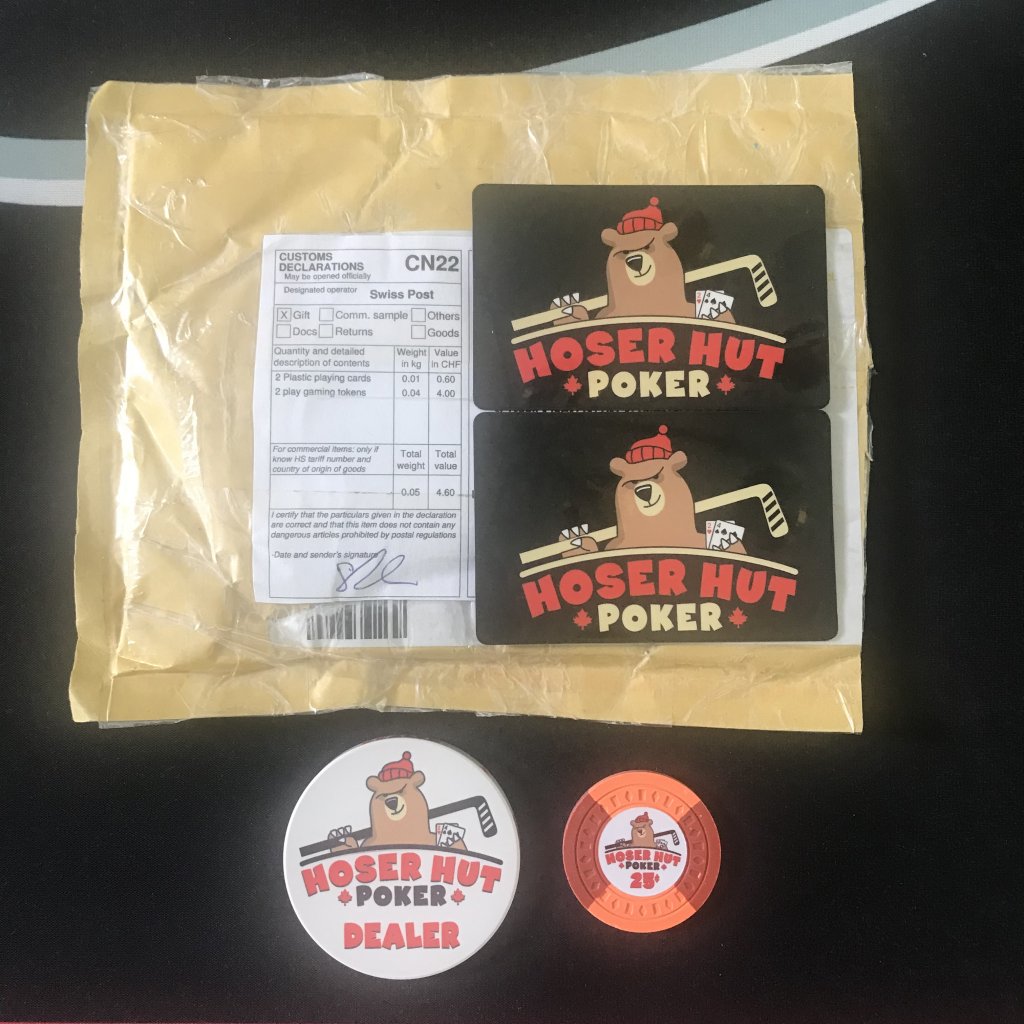 CUSTOMS
DECLARATIONS
May be opened officially
CN22
Designated operator Swiss Post
X Gift Comm. sample Others
Docs Returns Goods
Quantity and detailed
description of contents
Weight
in kg
Value
in CHF
2 Plastic playing cards 0.01 0.60
2 play gaming tokens 0.04 4.00
For commercial items: only if
know HS tariff number and
country of origin of goods
Total
weight
Total
value
0.05 4.60
I certify that the particulars given in the declaration
are correct and that this item does not contain any
dangerous articles prohibited by postal regulations
Date and sender's signature
2 4
HOSER HUT
POKER
2 4
HOSER HUT
POKER
HOSER HUT
POKER
DEALER
HOSER HUT
POKER
25¢